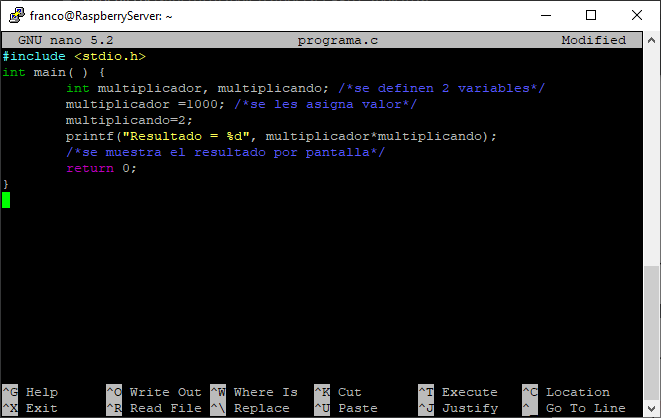 franco@RaspberryServer: ~
GNU nano 5.2 programa.c Modified
#include <stdio.h>
int main( ) {
int multiplicador, multiplicando; /*se definen 2 variables*/
multiplicador =1000; /*se les asigna valor*/
multiplicando=2;
printf("Resultado = %d", multiplicador*multiplicando);
/*se muestra el resultado por pantalla*/
return 0;
}
^G Help ^O Write Out ^W Where Is ^K Cut ^T Execute ^C Location
^X Exit ^R Read File ^\ Replace ^U Paste ^J Justify ^_ Go To Line